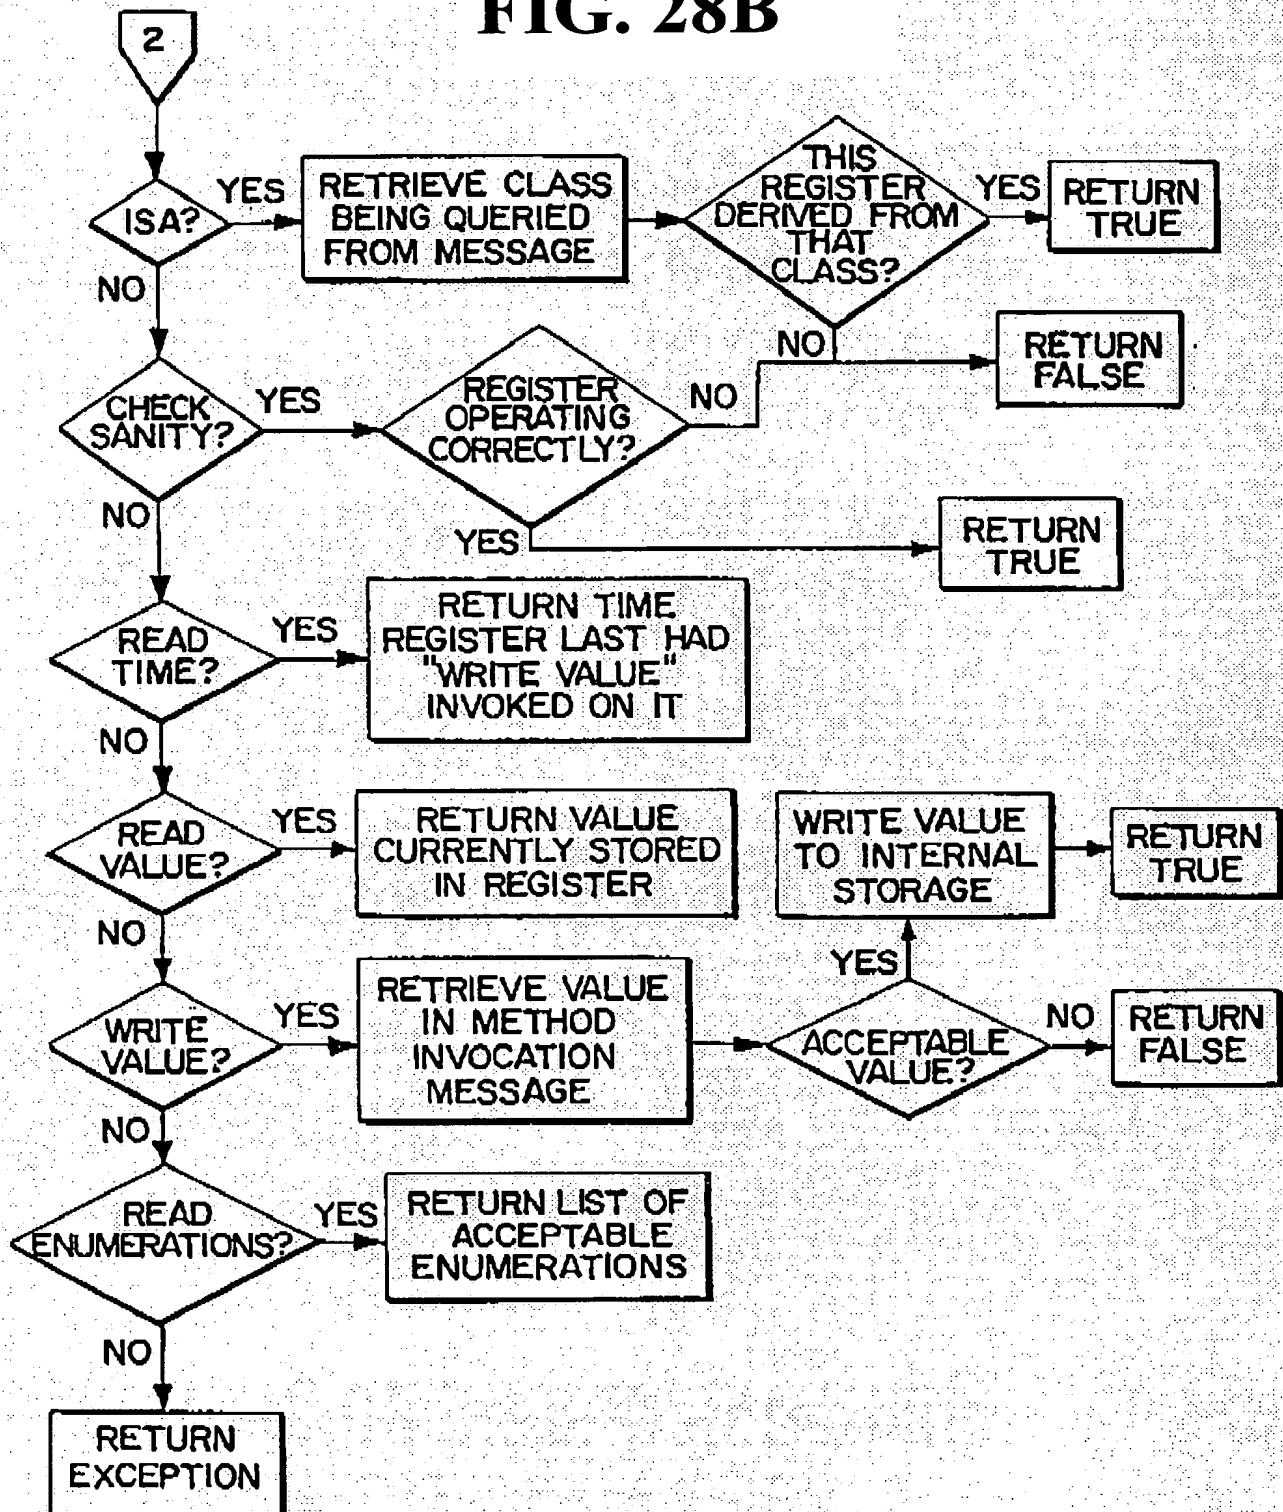 FIG. 28B
2
ISA?
YES
RETRIEVE CLASS
BEING QUERIED
FROM MESSAGE
THIS
REGISTER
DERIVED FROM
THAT
CLASS?
YES
RETURN
TRUE
NO
NO
RETURN
FALSE
CHECK
SANITY?
YES
REGISTER
OPERATING
CORRECTLY?
NO
NO
YES
RETURN
TRUE
READ
TIME?
YES
RETURN TIME
REGISTER LAST HAD
"WRITE VALUE"
INVOKED ON IT
NO
READ
VALUE?
YES
RETURN VALUE
CURRENTLY STORED
IN REGISTER
WRITE VALUE
TO INTERNAL
STORAGE
RETURN
TRUE
NO
YES
WRITE
VALUE?
YES
RETRIEVE VALUE
IN METHOD
INVOCATION
MESSAGE
ACCEPTABLE
VALUE?
NO
RETURN
FALSE
NO
READ
ENUMERATIONS?
YES
RETURN LIST OF
ACCEPTABLE
ENUMERATIONS
NO
RETURN
EXCEPTION